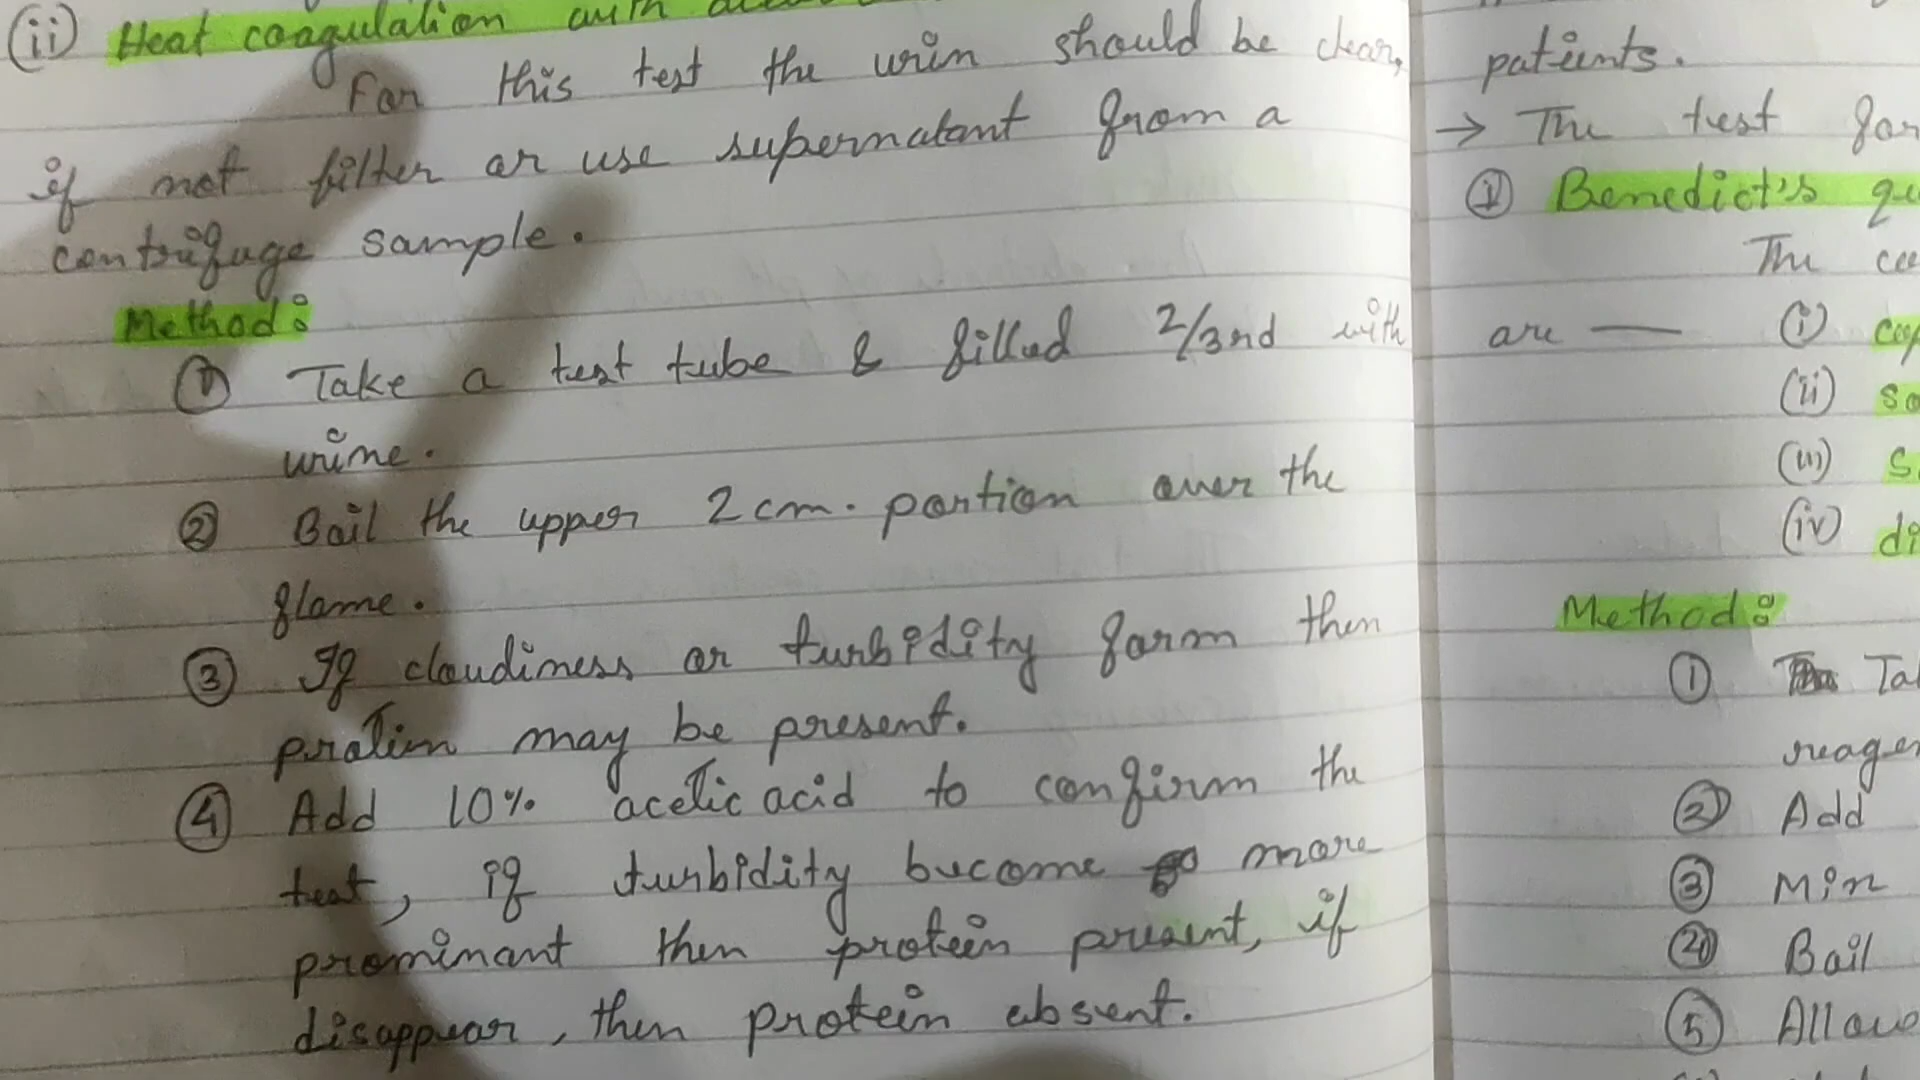 (ii) Heat coagulation with
For this test the urin should be clear,
if not filter or use supernatant from a
centrifuge sample.
Method:
① Take a test tube & filled 2/3rd with
urine.
② Boil the upper 2 cm. portion over the
flame.
③ If cloudiness or turbidity form then
protein may be present.
④ Add 10% acetic acid to confirm the
test, if turbidity become more
prominant then protein present, if
disappear, then protein absent.
patients.
→ The test for
① Benedict's
The
are — (i)
(ii)
(iii)
(iv)
Method:
①
② Add
③ Mix
④ Boil
⑤